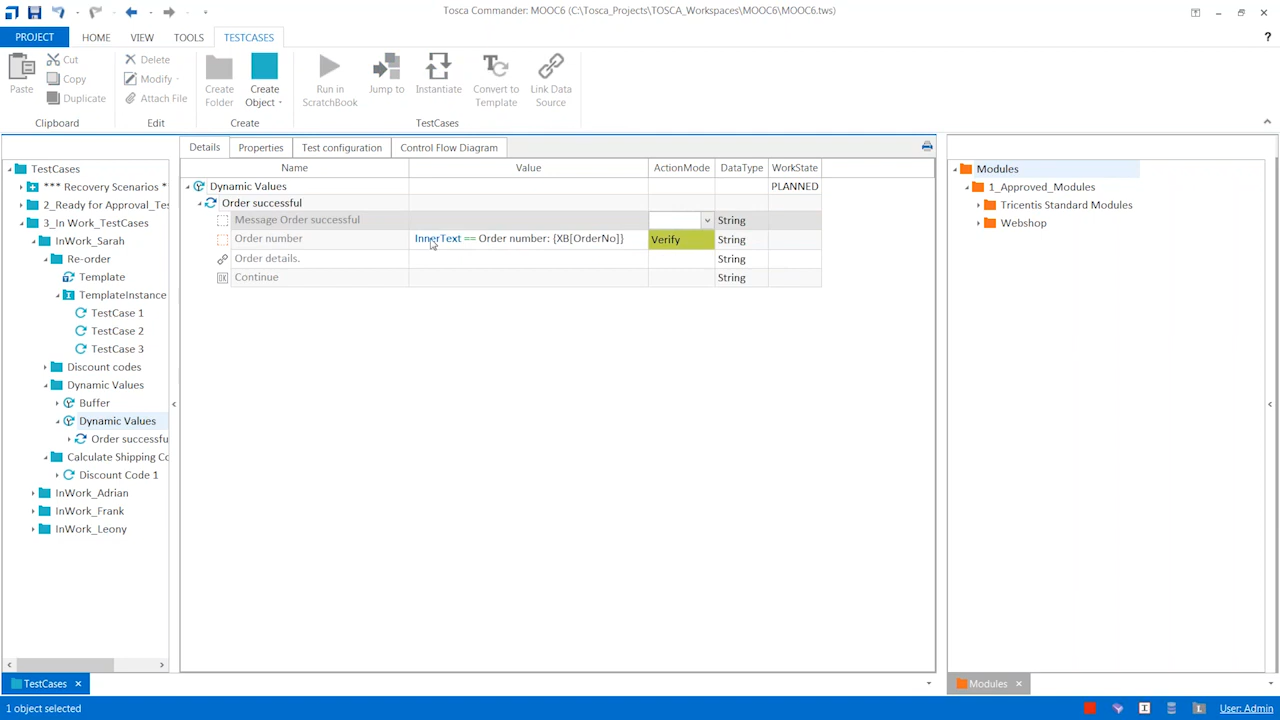 Tosca Commander: MOOC6 (C:\Tosca_Projects\TOSCA_Workspaces\MOOC6\MOOC6.tws)
PROJECT HOME VIEW TOOLS TESTCASES
?
Paste
Cut
Copy
Duplicate
Clipboard
Delete
Modify
Attach File
Edit
Create Folder
Create Object
Create
Run in ScratchBook
Jump to
Instantiate
Convert to Template
Link Data Source
TestCases
TestCases
*** Recovery Scenarios *
2_Ready for Approval_Tes
3_In Work_TestCases
InWork_Sarah
Re-order
Template
TemplateInstance
TestCase 1
TestCase 2
TestCase 3
Discount codes
Dynamic Values
Buffer
Dynamic Values
Order successfu
Calculate Shipping Co
Discount Code 1
InWork_Adrian
InWork_Frank
InWork_Leony
TestCases ×
Details Properties Test configuration Control Flow Diagram
Name Value ActionMode DataType WorkState
Dynamic Values PLANNED
Order successful
Message Order successful String
Order number InnerText == Order number: {XB[OrderNo]} Verify String
Order details. String
OK Continue String
Modules
1_Approved_Modules
Tricentis Standard Modules
Webshop
Modules ×
1 object selected
I
L
User: Admin